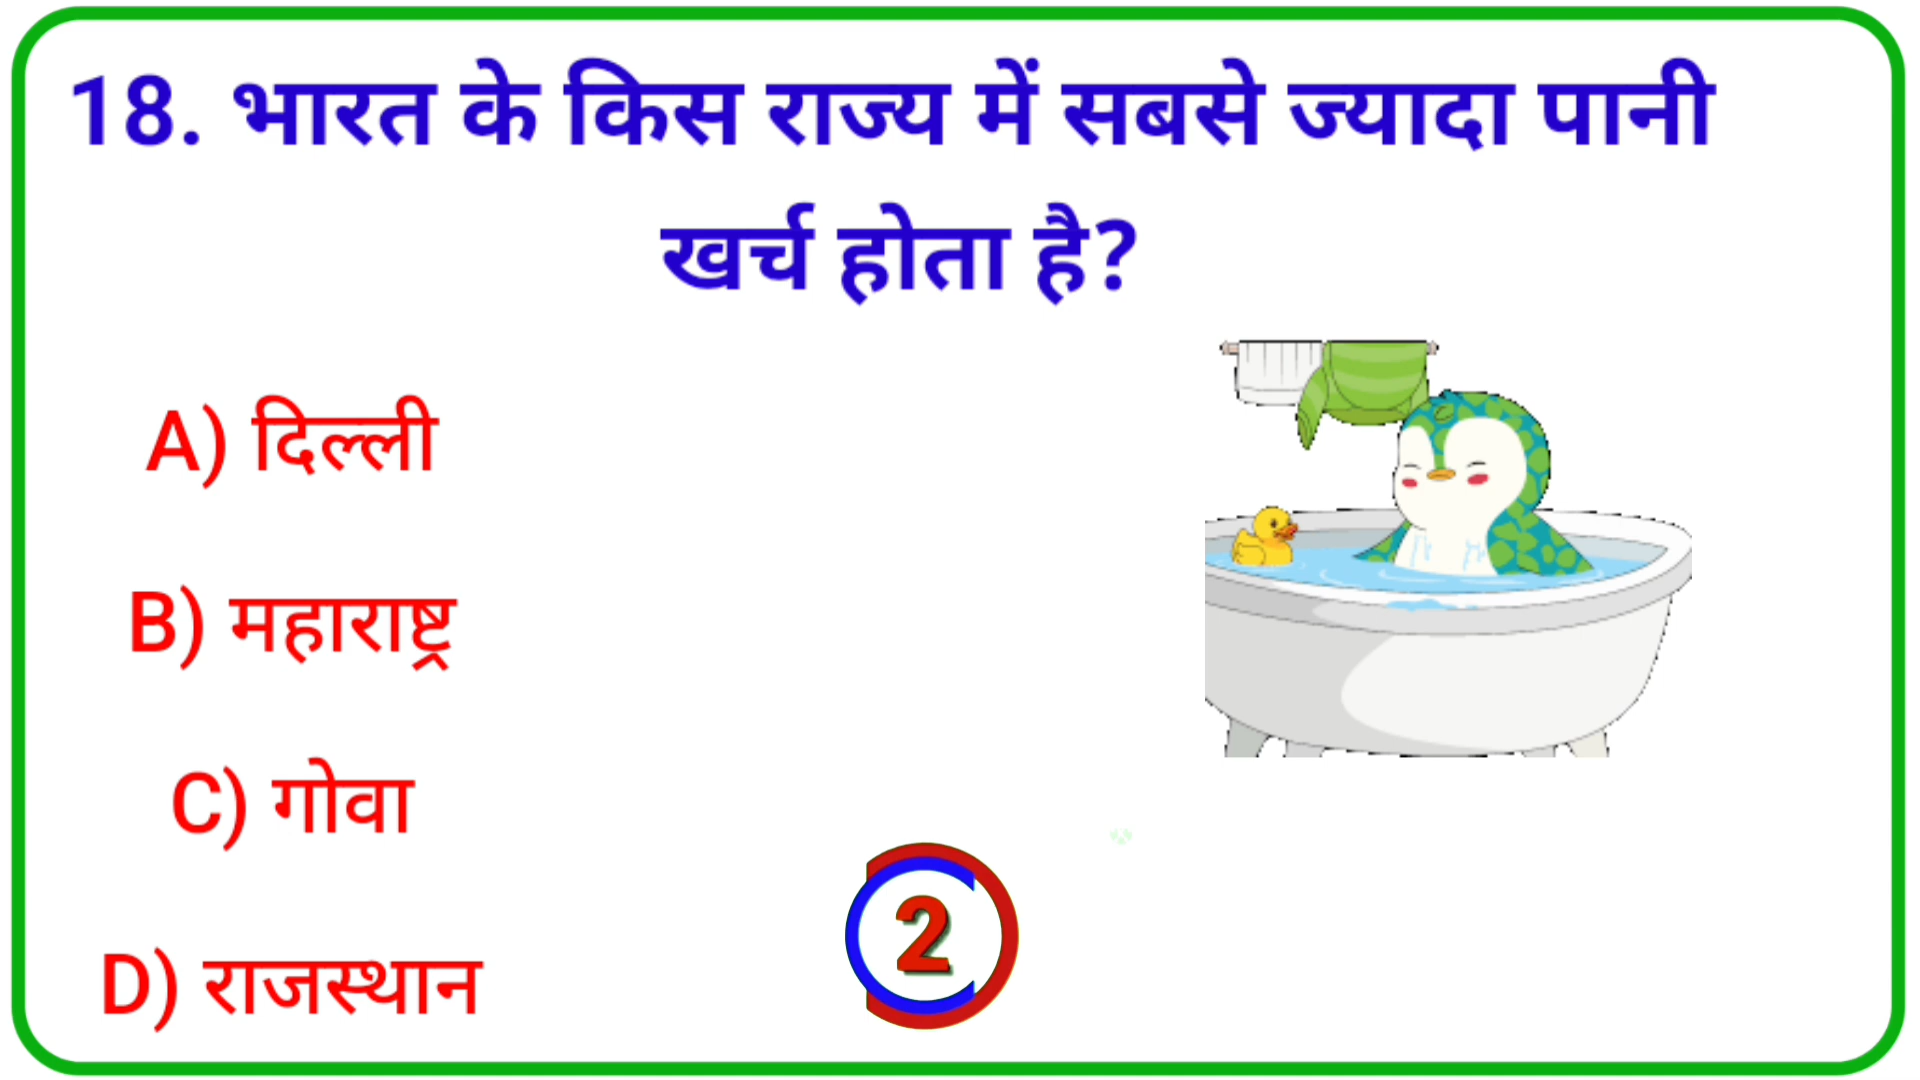 18. भारत के किस राज्य में सबसे ज्यादा पानी
खर्च होता है?
A) दिल्ली
B) महाराष्ट्र
C) गोवा
D) राजस्थान
2